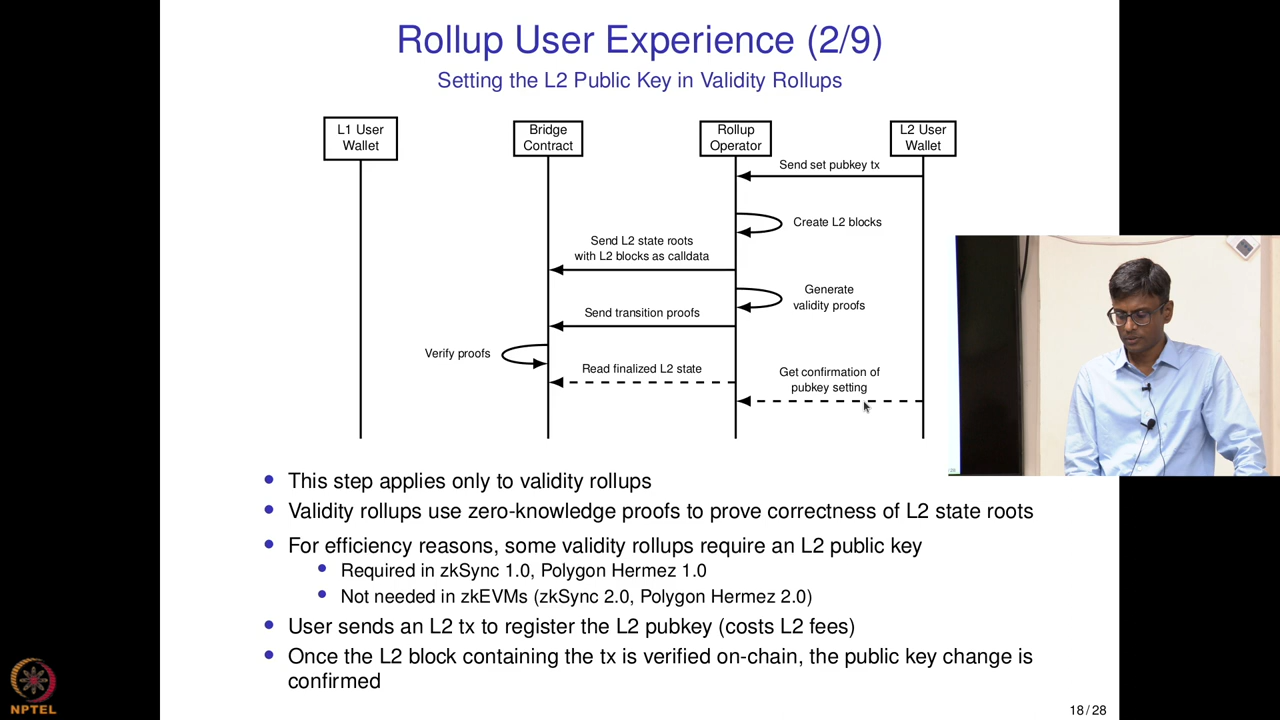 Rollup User Experience (2/9)
Setting the L2 Public Key in Validity Rollups
L1 User
Wallet
Bridge
Contract
Rollup
Operator
L2 User
Wallet
Send set pubkey tx
Create L2 blocks
Send L2 state roots
with L2 blocks as calldata
Generate
validity proofs
Send transition proofs
Verify proofs
Read finalized L2 state
Get confirmation of
pubkey setting
• This step applies only to validity rollups
• Validity rollups use zero-knowledge proofs to prove correctness of L2 state roots
• For efficiency reasons, some validity rollups require an L2 public key
• Required in zkSync 1.0, Polygon Hermez 1.0
• Not needed in zkEVMs (zkSync 2.0, Polygon Hermez 2.0)
• User sends an L2 tx to register the L2 pubkey (costs L2 fees)
• Once the L2 block containing the tx is verified on-chain, the public key change is
confirmed
NPTEL
18 / 28